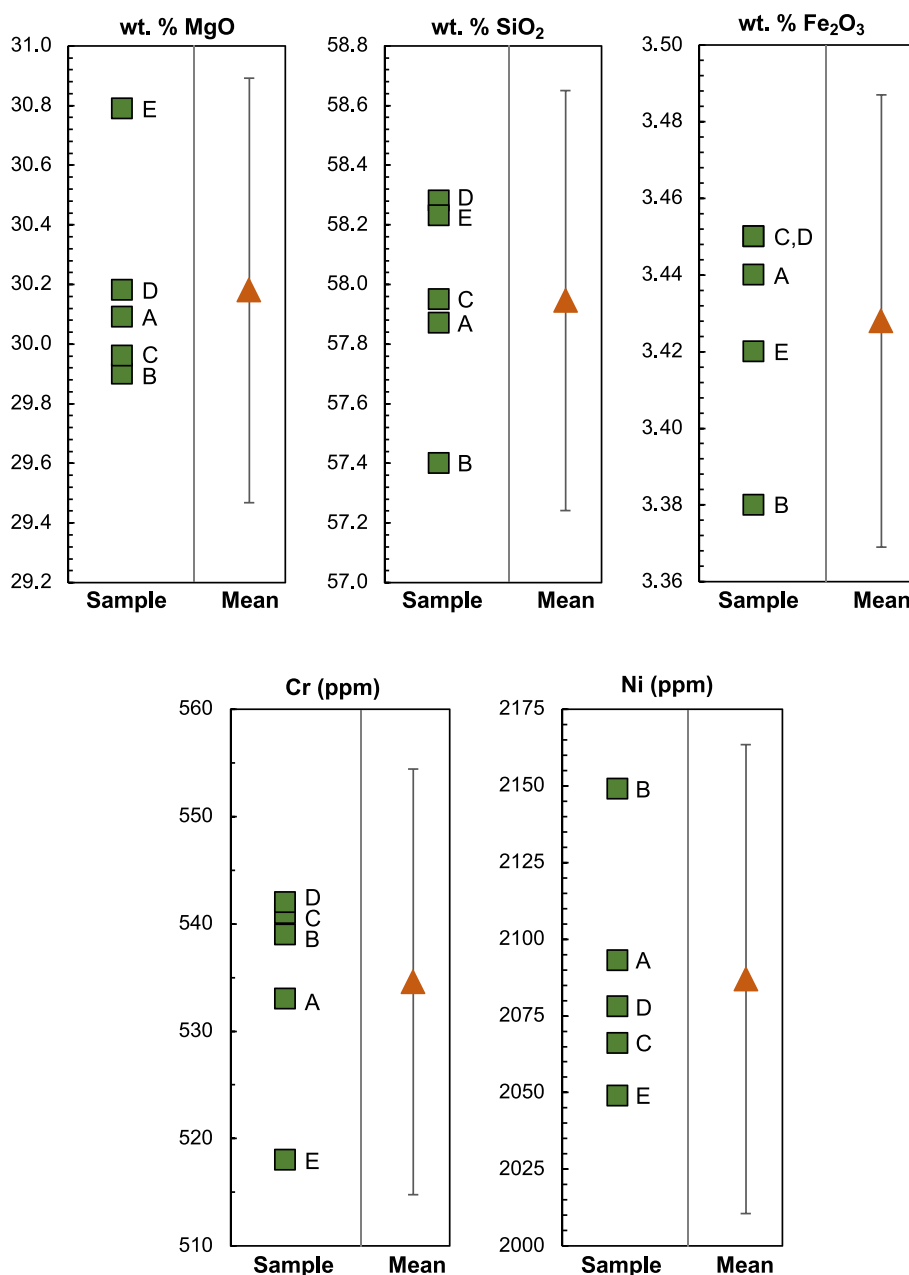 wt. % MgO
31.0
30.8
30.6
30.4
30.2
30.0
29.8
29.6
29.4
29.2
E
D
A
C
B
Sample Mean
wt. % SiO₂
58.8
58.6
58.4
58.2
58.0
57.8
57.6
57.4
57.2
57.0
D
E
C
A
B
Sample Mean
wt. % Fe₂O₃
3.50
3.48
3.46
3.44
3.42
3.40
3.38
3.36
C,D
A
E
B
Sample Mean
Cr (ppm)
560
550
540
530
520
510
D
C
B
A
E
Sample Mean
Ni (ppm)
2175
2150
2125
2100
2075
2050
2025
2000
B
A
D
C
E
Sample Mean